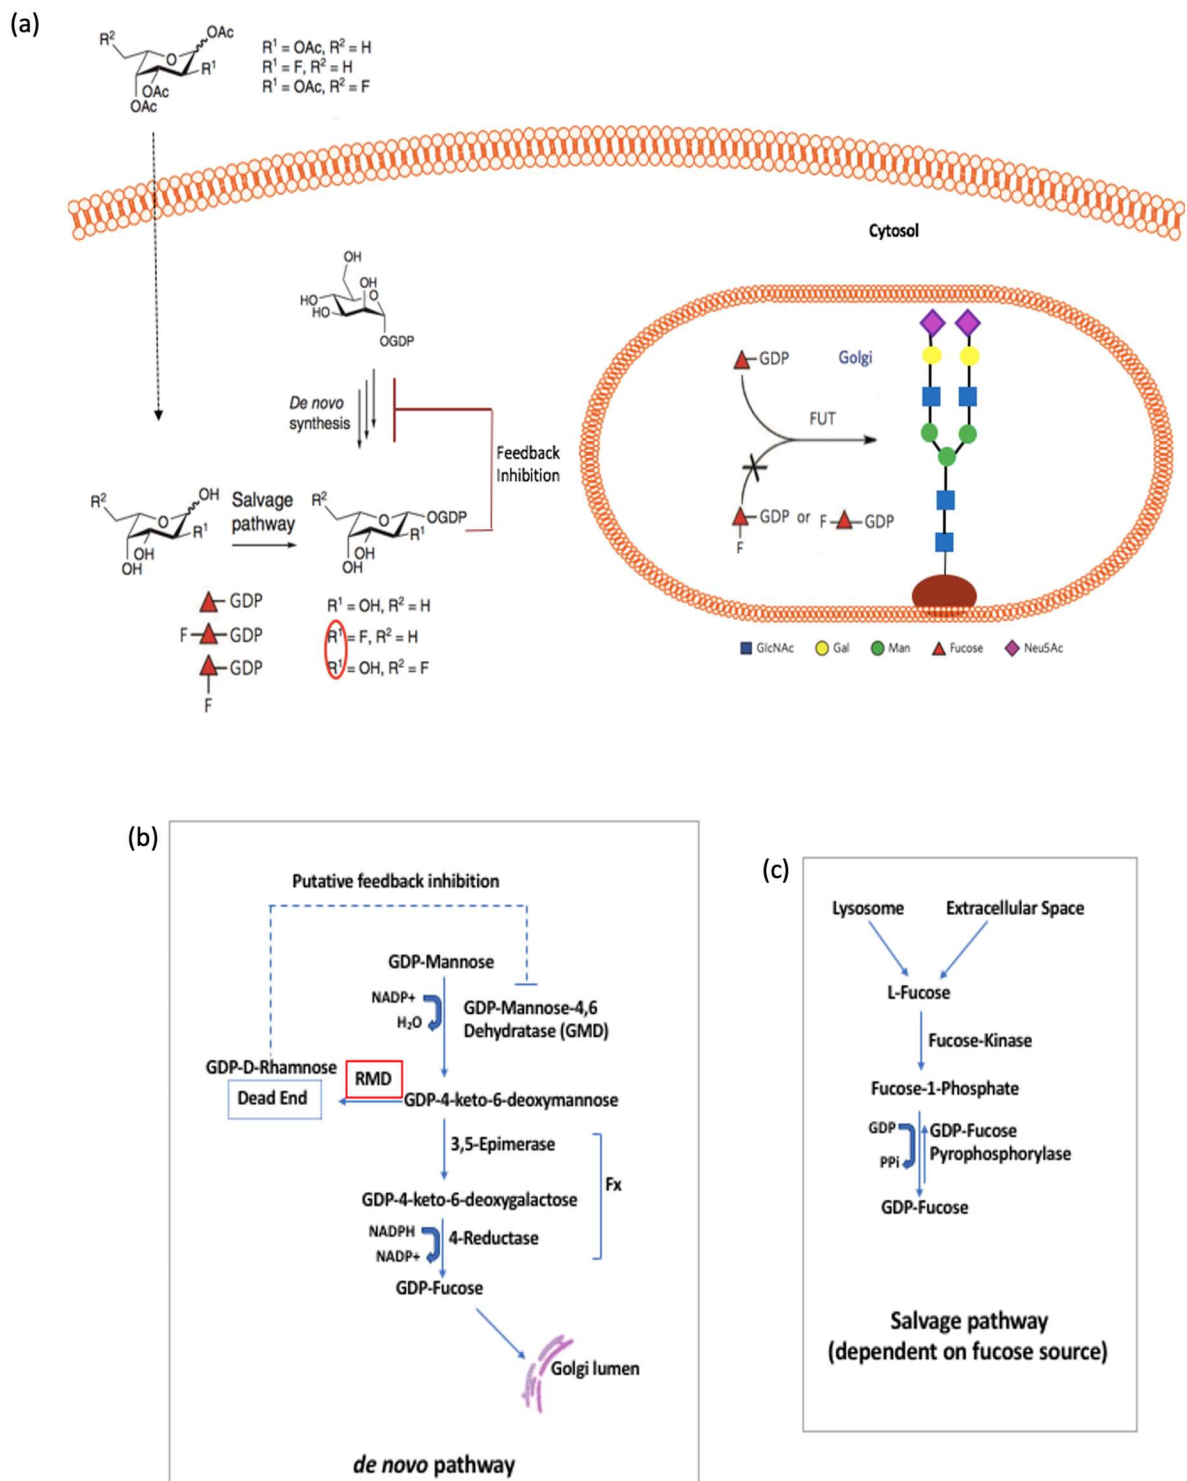 (a)
R² OAc
O
R¹
OAc
OAc
R¹ = OAc, R² = H
R¹ = F, R² = H
R¹ = OAc, R² = F
Cytosol
OH
OH
HO O
HO
OGDP
De novo
synthesis
Feedback
Inhibition
R² OH
O
R¹
OH
OH
Salvage
pathway
R² OGDP
O
R¹
OH
OH
GDP
F GDP
GDP
F
R¹ = OH, R² = H
R¹ = F, R² = H
R¹ = OH, R² = F
GDP
Golgi
FUT
GDP or F GDP
F
GlcNAc Gal Man Fucose Neu5Ac
(b)
Putative feedback inhibition
GDP-Mannose
NADP+
H₂O
GDP-Mannose-4,6
Dehydratase (GMD)
GDP-D-Rhamnose
Dead End
RMD
GDP-4-keto-6-deoxymannose
3,5-Epimerase
Fx
GDP-4-keto-6-deoxygalactose
NADPH
NADP+
4-Reductase
GDP-Fucose
Golgi lumen
de novo pathway
(c)
Lysosome Extracellular Space
L-Fucose
Fucose-Kinase
Fucose-1-Phosphate
GDP
PPi
GDP-Fucose
Pyrophosphorylase
GDP-Fucose
Salvage pathway
(dependent on fucose source)